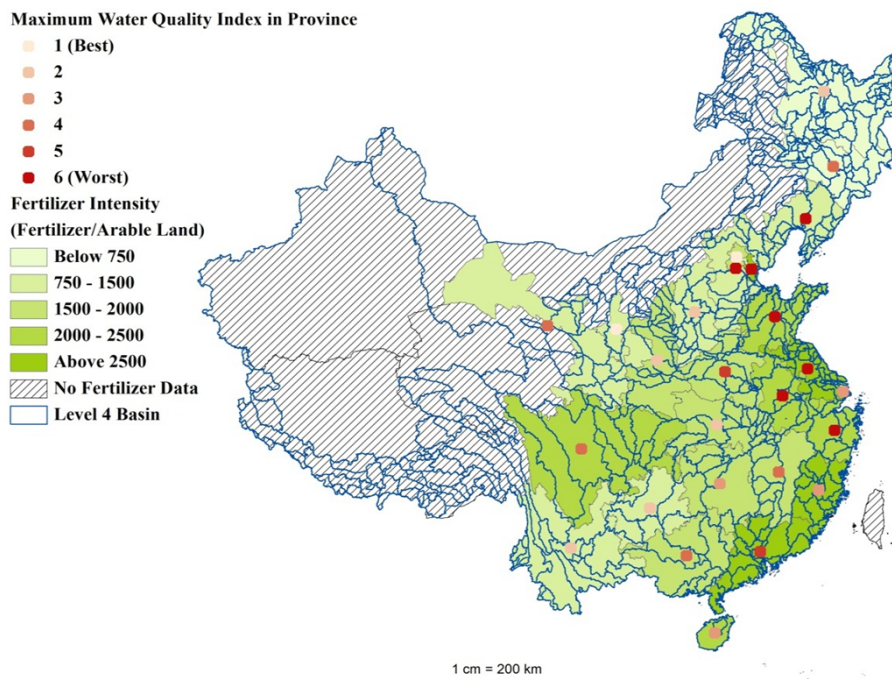 Maximum Water Quality Index in Province
1 (Best)
2
3
4
5
6 (Worst)
Fertilizer Intensity
(Fertilizer/Arable Land)
Below 750
750 - 1500
1500 - 2000
2000 - 2500
Above 2500
No Fertilizer Data
Level 4 Basin
1 cm = 200 km